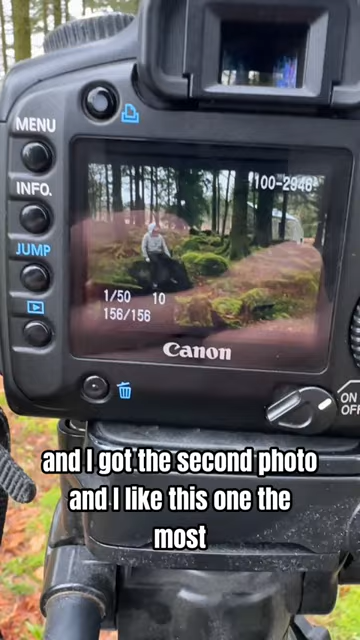 MENU
INFO.
JUMP
100-2946
1/50 10
156/156
Canon
ON
OFF
and I got the second photo
and I like this one the
most